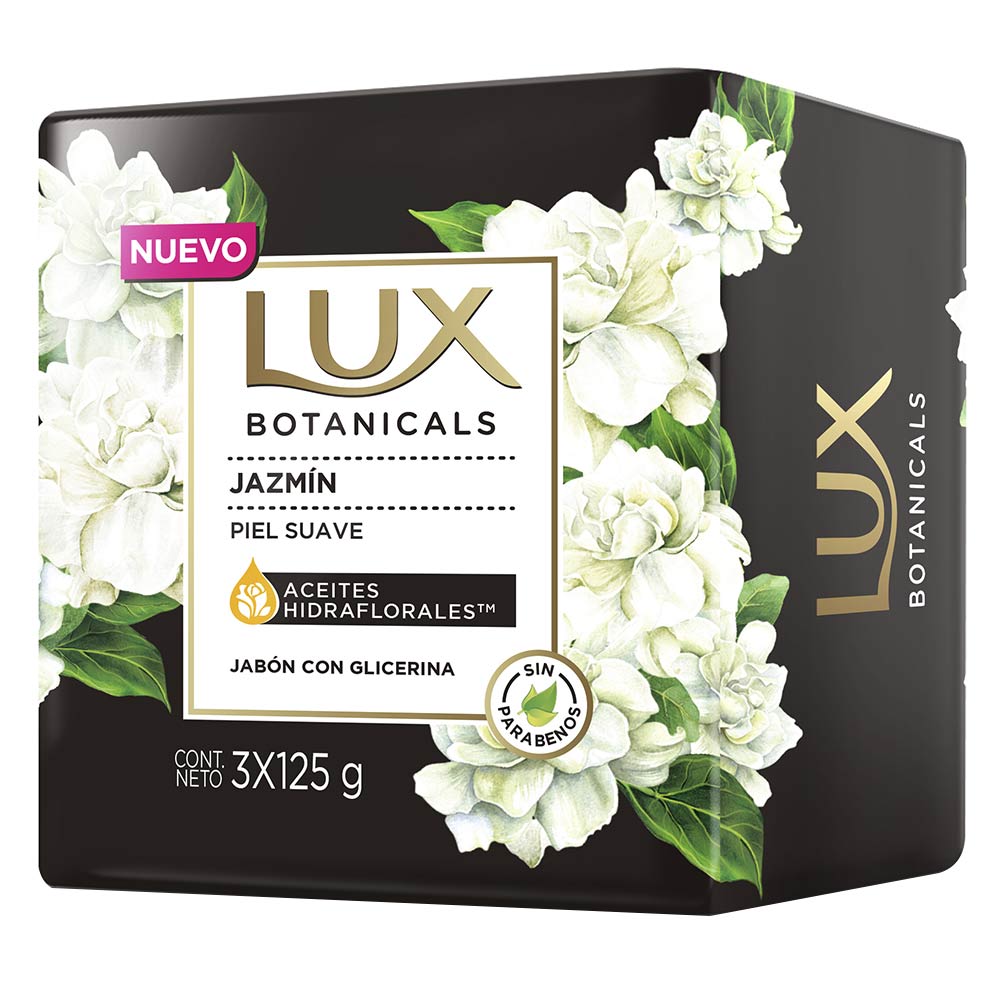 NUEVO
LUX
BOTANICALS
JAZMÍN
PIEL SUAVE
ACEITES
HIDRAFLORALES™
JABÓN CON GLICERINA
SIN
PARABENOS
CONT.
NETO 3X125 g
LUX
BOTANICALS